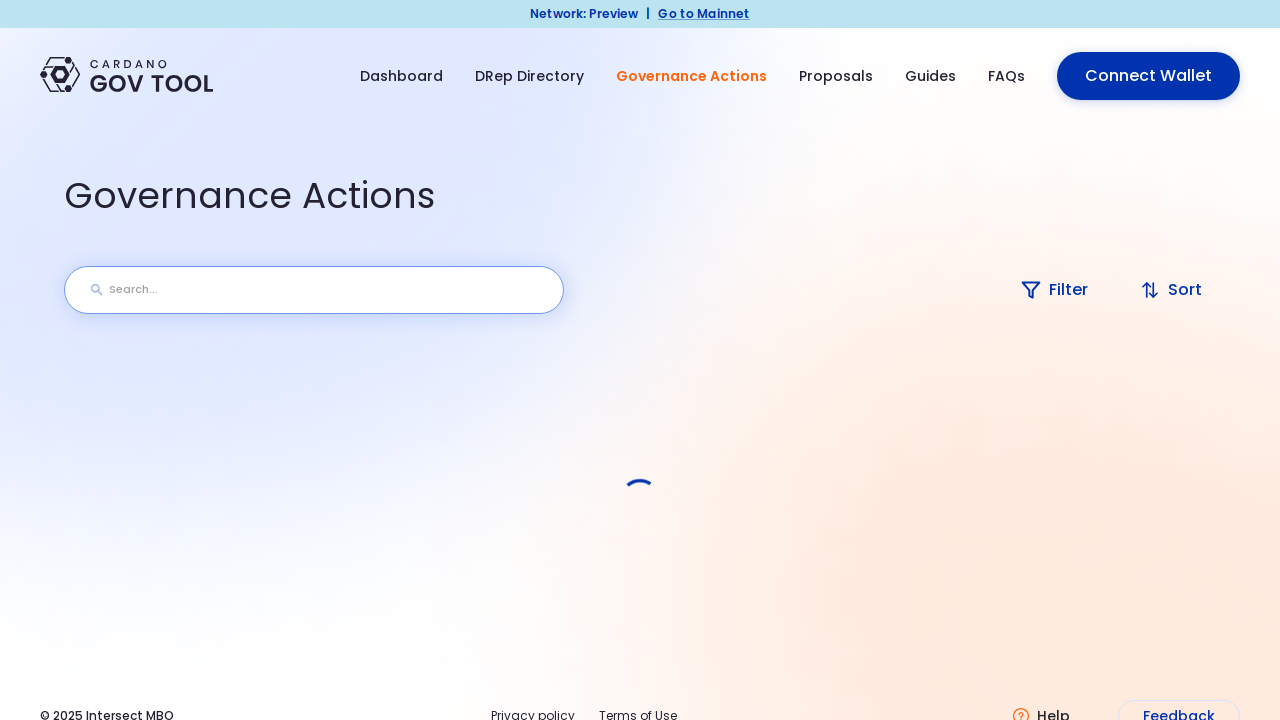 Network: Preview | Go to Mainnet
CARDANO
GOV TOOL
Dashboard
DRep Directory
Governance Actions
Proposals
Guides
FAQs
Connect Wallet
Governance Actions
Search...
Filter
Sort
© 2025 Intersect MBO
Privacy policy
Terms of Use
Help
Feedback